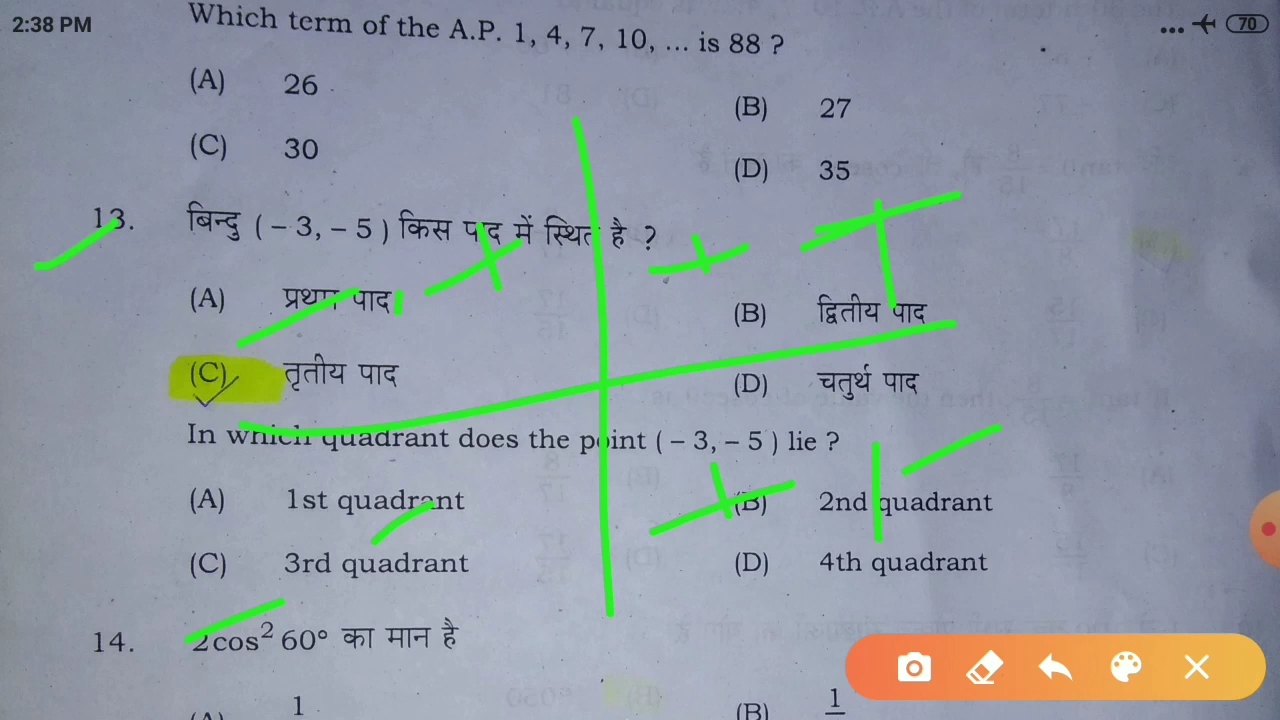 2:38 PM
70
Which term of the A.P. 1, 4, 7, 10, ... is 88 ?
(A) 26
(B) 27
(C) 30
(D) 35
13. बिन्दु ( – 3, – 5 ) किस पाद में स्थित है ?
(A) प्रथम पाद
(B) द्वितीय पाद
(C) तृतीय पाद
(D) चतुर्थ पाद
In which quadrant does the point ( – 3, – 5 ) lie ?
(A) 1st quadrant
(B) 2nd quadrant
(C) 3rd quadrant
(D) 4th quadrant
14. 2cos² 60° का मान है
1
(B) 1